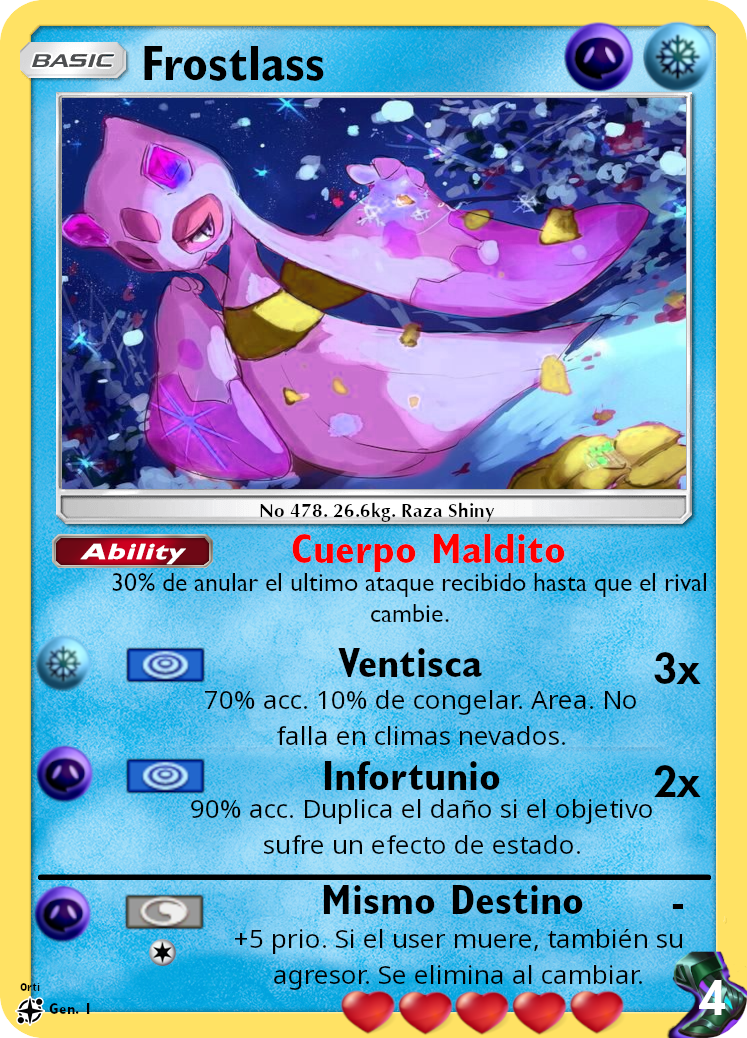 BASIC Frostlass
No 478. 26.6kg. Raza Shiny
Ability Cuerpo Maldito
30% de anular el ultimo ataque recibido hasta que el rival
cambie.
Ventisca 3x
70% acc. 10% de congelar. Area. No
falla en climas nevados.
Infortunio 2x
90% acc. Duplica el daño si el objetivo
sufre un efecto de estado.
Mismo Destino -
+5 prio. Si el user muere, también su
agresor. Se elimina al cambiar.
Orti
Gen. 1
4